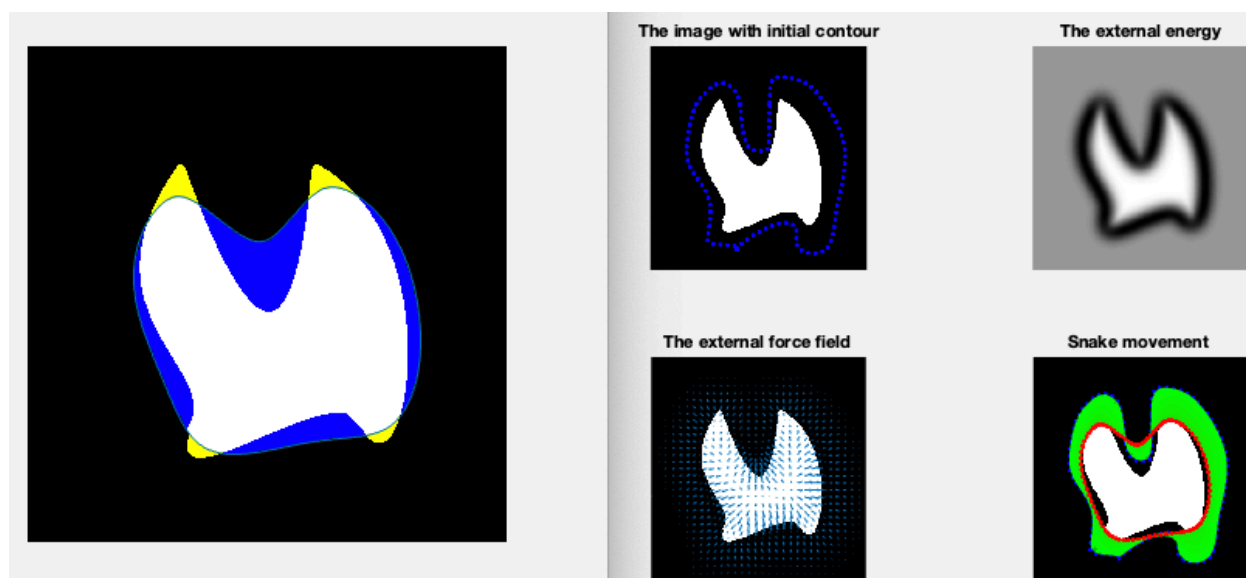 The image with initial contour
The external energy
The external force field
Snake movement